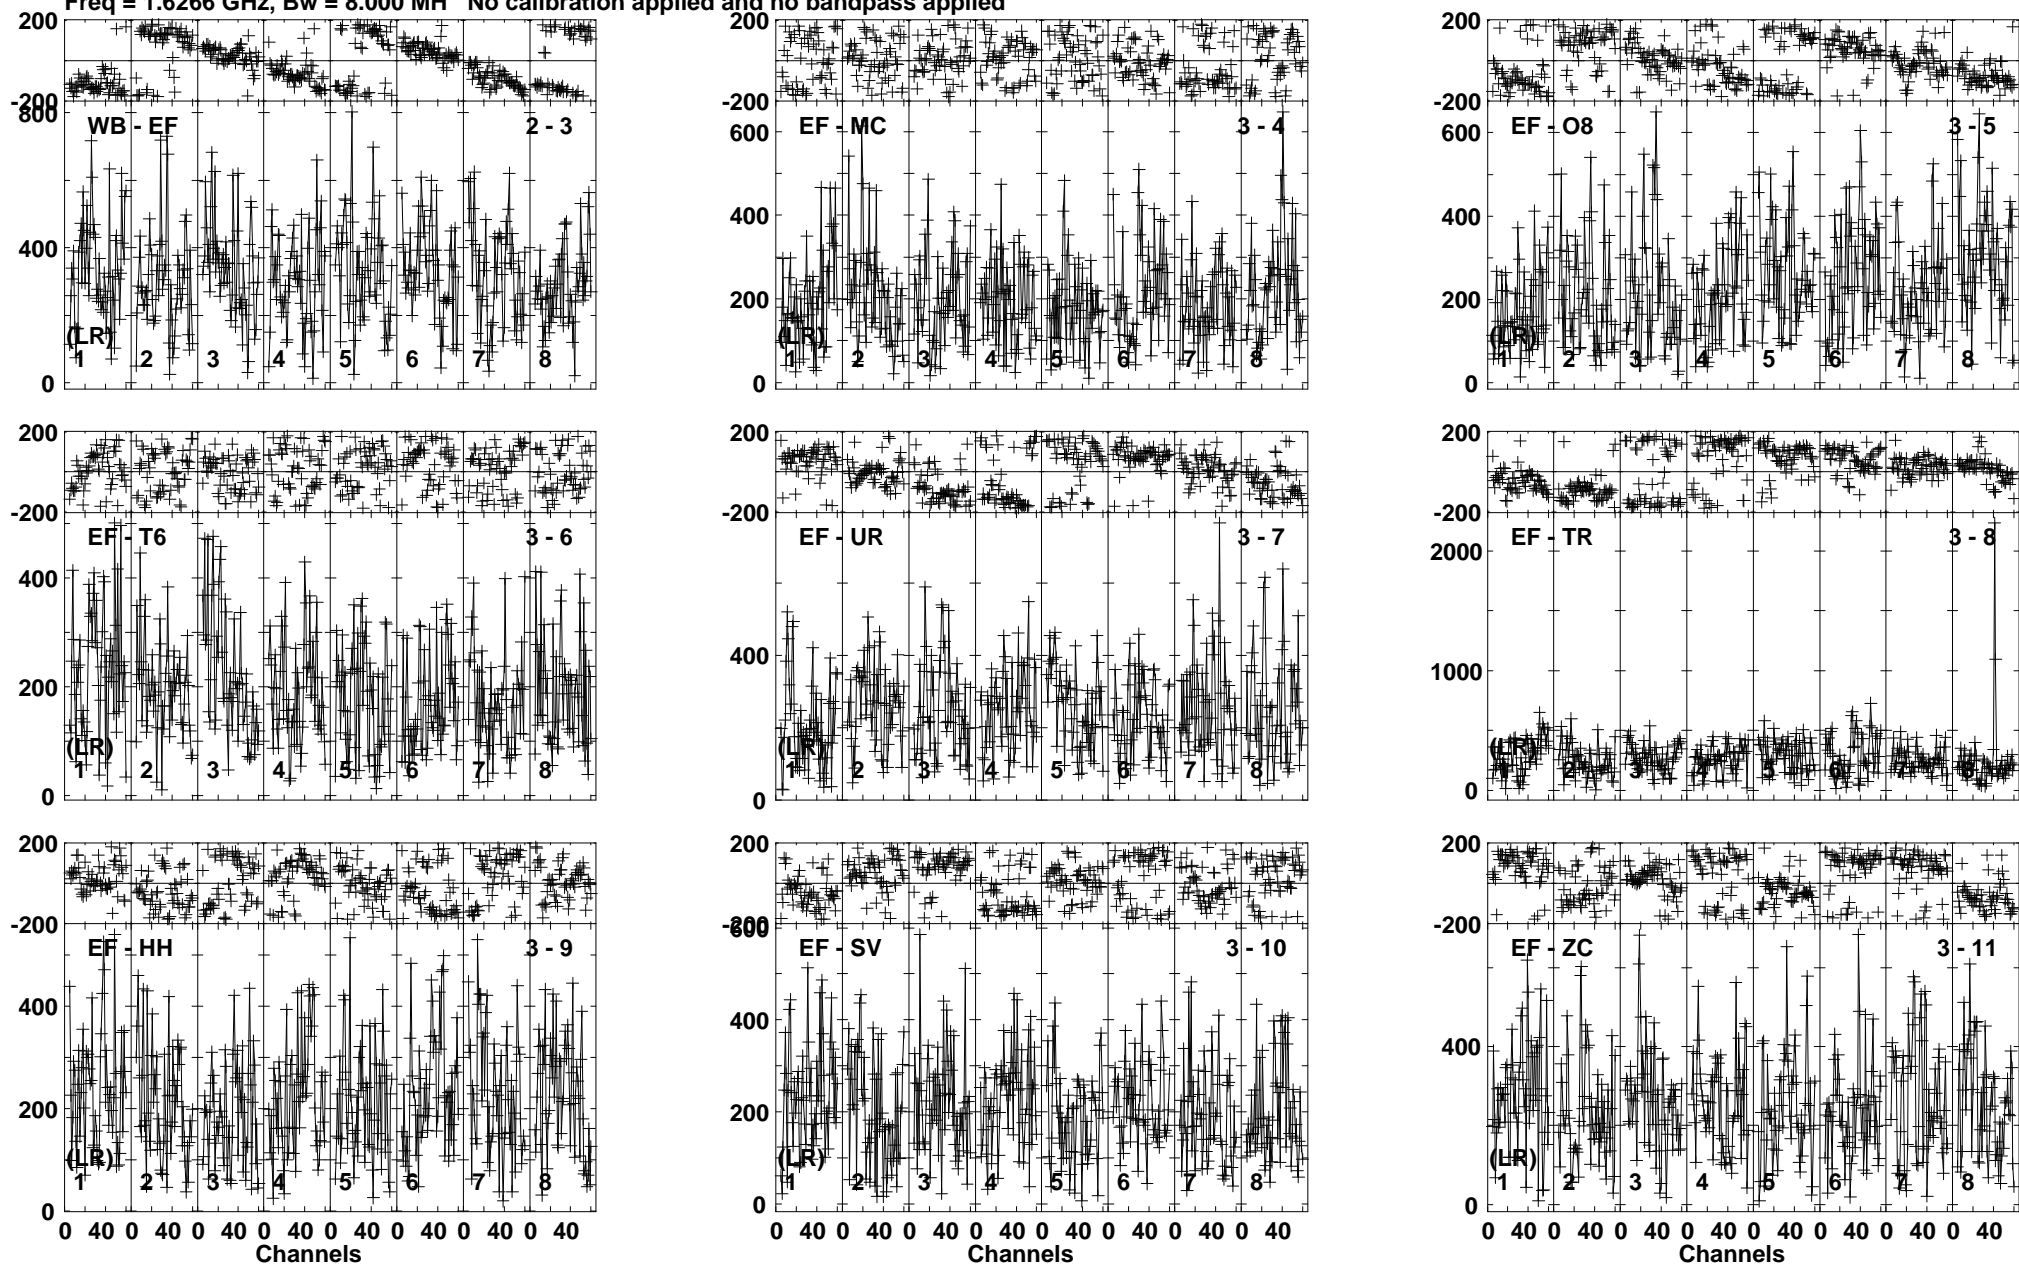 Freq = 1.6266 GHz, Bw = 8.000 MH   No calibration applied and no bandpass applied
200
-200
800
400
0
WB - EF
2 - 3
(LR)
1 2 3 4 5 6 7 8
200
-200
600
400
200
0
EF - MC
3 - 4
(LR)
1 2 3 4 5 6 7 8
200
-200
600
400
200
0
EF - O8
3 - 5
(LR)
1 2 3 4 5 6 7 8
200
-200
400
200
0
EF - T6
3 - 6
(LR)
1 2 3 4 5 6 7 8
200
-200
400
0
EF - UR
3 - 7
(LR)
1 2 3 4 5 6 7 8
200
-200
2000
1000
0
EF - TR
3 - 8
(LR)
1 2 3 4 5 6 7 8
200
-200
400
200
0
EF - HH
3 - 9
(LR)
1 2 3 4 5 6 7 8
0 40 0 40 0 40 0 40 0 40 0 40 0 40 0 40
Channels
200
-200
600
400
200
0
EF - SV
3 - 10
(LR)
1 2 3 4 5 6 7 8
0 40 0 40 0 40 0 40 0 40 0 40 0 40 0 40
Channels
200
-200
400
0
EF - ZC
3 - 11
(LR)
1 2 3 4 5 6 7 8
0 40 0 40 0 40 0 40 0 40 0 40 0 40 0 40
Channels